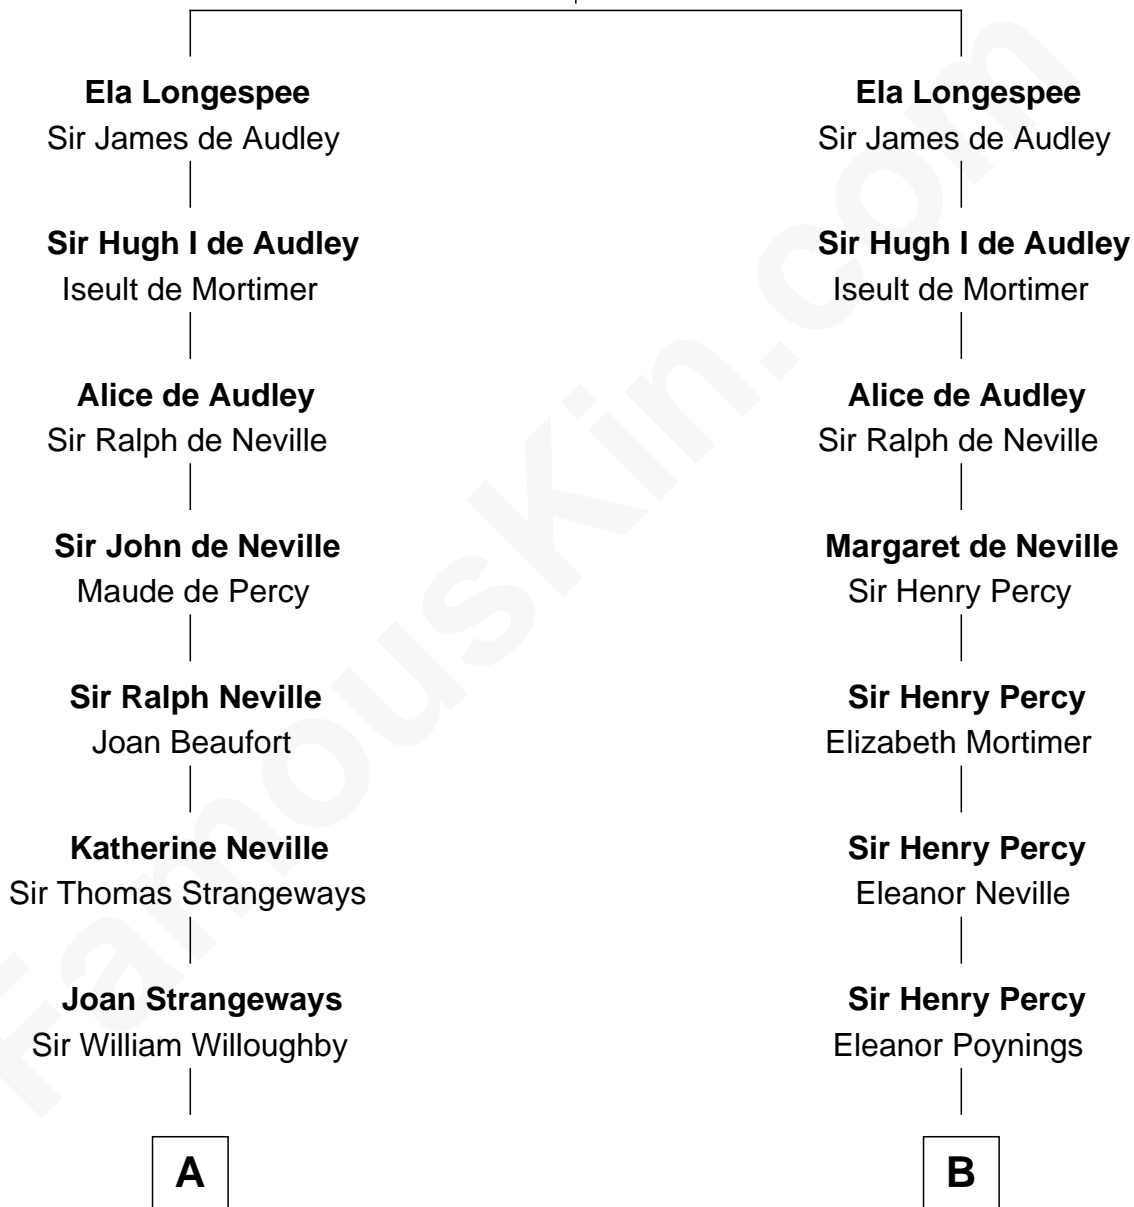 Ela Longespee
Sir James de Audley
Sir Hugh I de Audley
Iseult de Mortimer
Alice de Audley
Sir Ralph de Neville
Sir John de Neville
Maude de Percy
Sir Ralph Neville
Joan Beaufort
Katherine Neville
Sir Thomas Strangeways
Joan Strangeways
Sir William Willoughby
A
Ela Longespee
Sir James de Audley
Sir Hugh I de Audley
Iseult de Mortimer
Alice de Audley
Sir Ralph de Neville
Margaret de Neville
Sir Henry Percy
Sir Henry Percy
Elizabeth Mortimer
Sir Henry Percy
Eleanor Neville
Sir Henry Percy
Eleanor Poynings
B
FamousKin.com